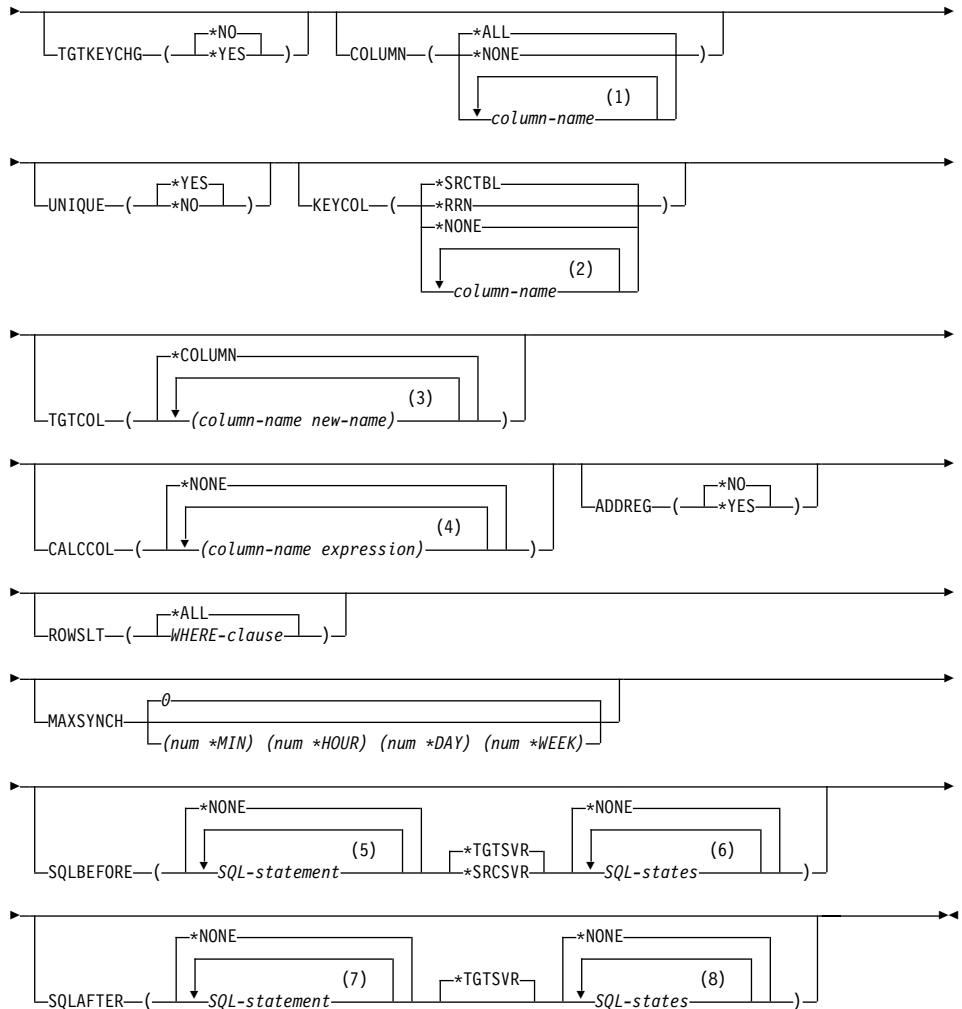 *NO *ALL
TGTKEYCHG ( *YES ) COLUMN ( *NONE )
(1)
column-name
*YES *SRCTBL
UNIQUE ( *NO ) KEYCOL ( *RRN )
*NONE
(2)
column-name
*COLUMN
(3)
TGTCOL ( (column-name new-name) )
*NONE *NO
ADDREG ( *YES )
(4)
CALCCOL ( (column-name expression) )
*ALL
ROWSLT ( WHERE-clause )
0
MAXSYNCH
(num *MIN) (num *HOUR) (num *DAY) (num *WEEK)
*NONE *NONE
(5) *TGTSVR (6)
SQLBEFORE ( SQL-statement *SRCSVR SQL-states )
*NONE *NONE
(7) *TGTSVR (8)
SQLAFTER ( SQL-statement SQL-states )